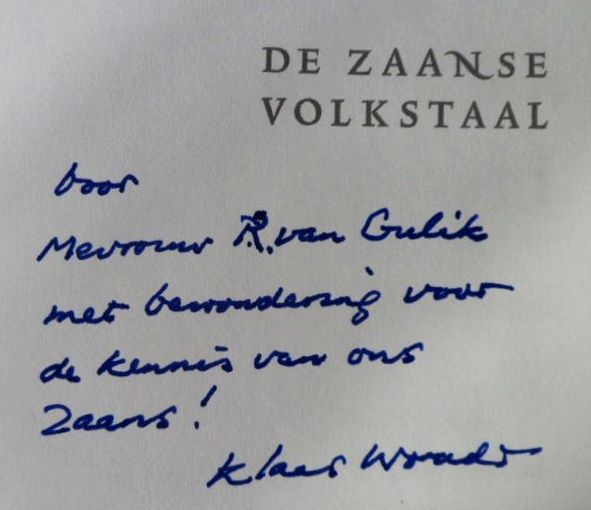 DE ZAANSE
VOLKSTAAL
voor
Mevrouw R. van Gulik
met bewondering voor
de kennis van ons
Zaans!
Klaas Woudt